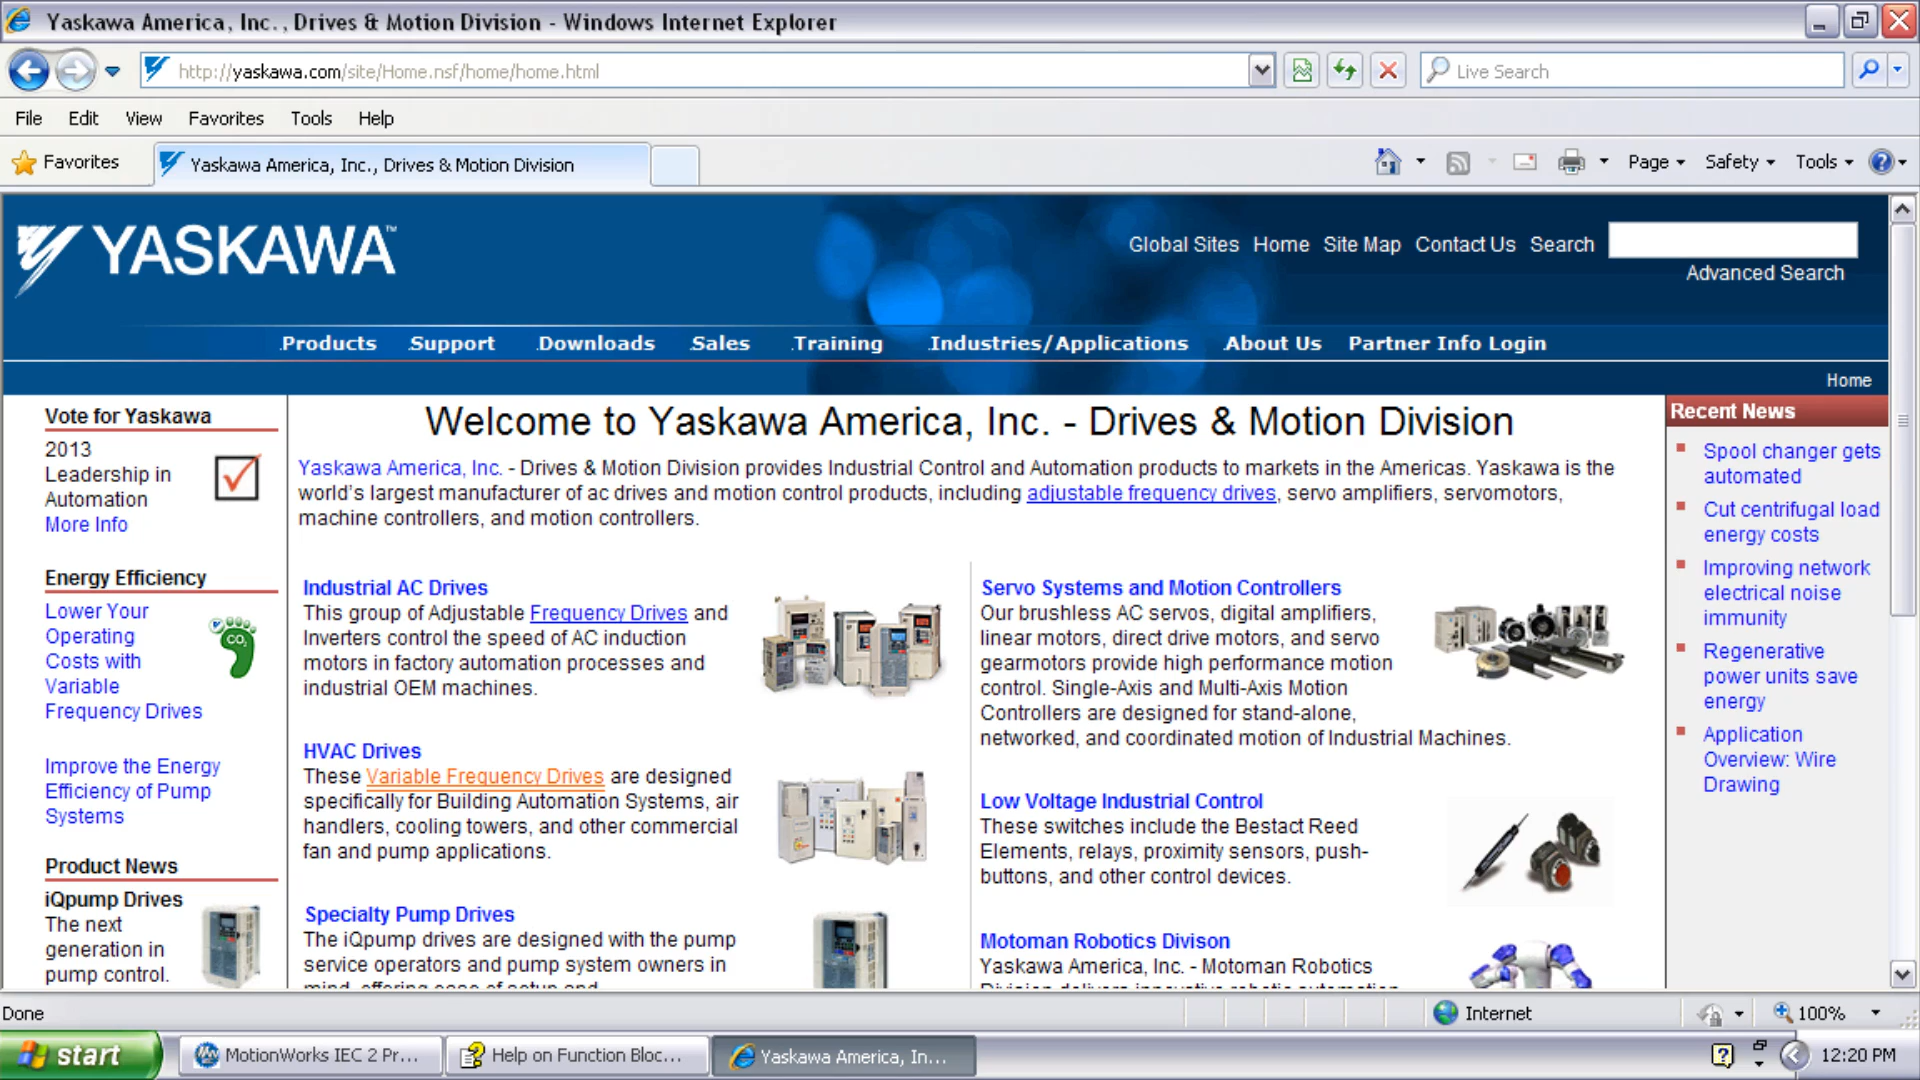 Yaskawa America, Inc., Drives & Motion Division - Windows Internet Explorer
http://yaskawa.com/site/Home.nsf/home/home.html
Live Search
File Edit View Favorites Tools Help
Favorites
Yaskawa America, Inc., Drives & Motion Division
Page Safety Tools
YASKAWA™
Global Sites Home Site Map Contact Us Search
Advanced Search
Products Support Downloads Sales Training Industries/Applications About Us Partner Info Login
Home
Vote for Yaskawa
2013
Leadership in
Automation
More Info
Energy Efficiency
Lower Your
Operating
Costs with
Variable
Frequency Drives
CO2
Improve the Energy
Efficiency of Pump
Systems
Product News
iQpump Drives
The next
generation in
pump control.
Welcome to Yaskawa America, Inc. - Drives & Motion Division
Yaskawa America, Inc. - Drives & Motion Division provides Industrial Control and Automation products to markets in the Americas. Yaskawa is the
world's largest manufacturer of ac drives and motion control products, including adjustable frequency drives, servo amplifiers, servomotors,
machine controllers, and motion controllers.
Industrial AC Drives
This group of Adjustable Frequency Drives and
Inverters control the speed of AC induction
motors in factory automation processes and
industrial OEM machines.
HVAC Drives
These Variable Frequency Drives are designed
specifically for Building Automation Systems, air
handlers, cooling towers, and other commercial
fan and pump applications.
Specialty Pump Drives
The iQpump drives are designed with the pump
service operators and pump system owners in
mind, offering ease of setup and
Servo Systems and Motion Controllers
Our brushless AC servos, digital amplifiers,
linear motors, direct drive motors, and servo
gearmotors provide high performance motion
control. Single-Axis and Multi-Axis Motion
Controllers are designed for stand-alone,
networked, and coordinated motion of Industrial Machines.
Low Voltage Industrial Control
These switches include the Bestact Reed
Elements, relays, proximity sensors, push-
buttons, and other control devices.
Motoman Robotics Divison
Yaskawa America, Inc. - Motoman Robotics
Division delivers innovative robotic automation
Recent News
Spool changer gets
automated
Cut centrifugal load
energy costs
Improving network
electrical noise
immunity
Regenerative
power units save
energy
Application
Overview: Wire
Drawing
Done
Internet
100%
start
MotionWorks IEC 2 Pr...
Help on Function Bloc...
Yaskawa America, In...
12:20 PM